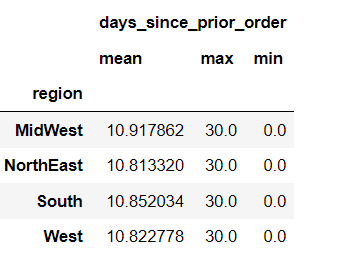 days_since_prior_order
mean max min
region
MidWest 10.917862 30.0 0.0
NorthEast 10.813320 30.0 0.0
South 10.852034 30.0 0.0
West 10.822778 30.0 0.0